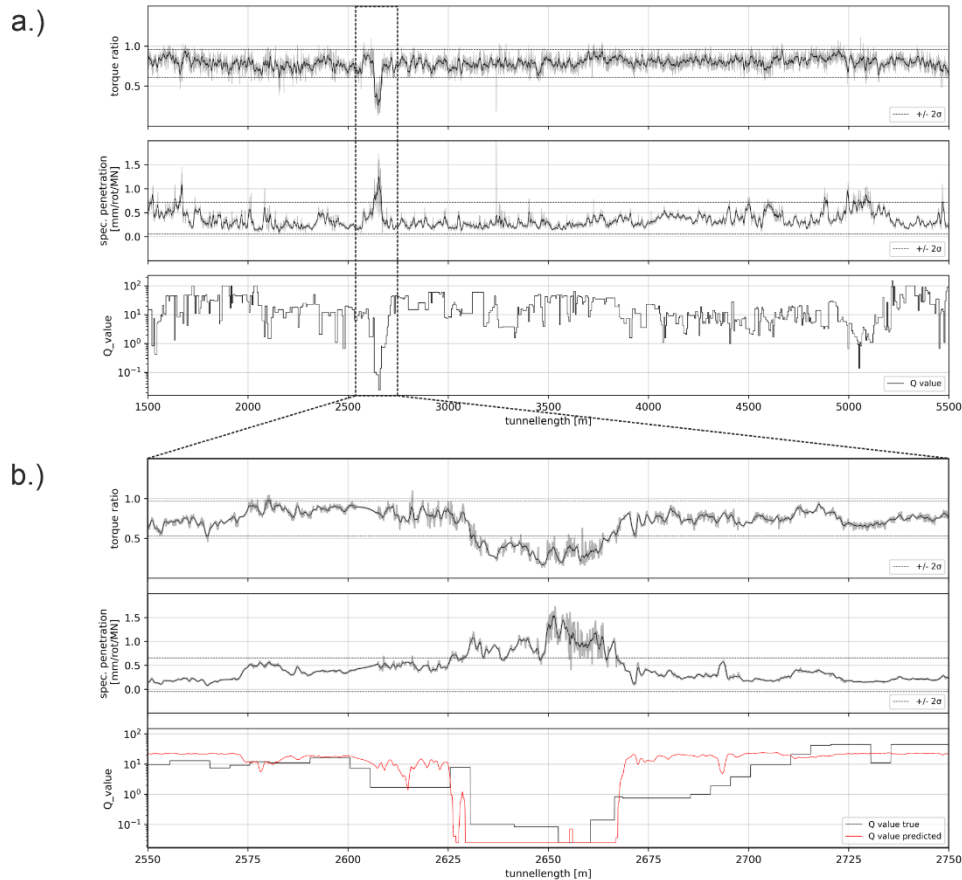 a.)
torque ratio
1.0
0.5
+/- 2σ
spec. penetration
[mm/rot/MN]
1.5
1.0
0.5
0.0
+/- 2σ
Q_value
10²
10¹
10⁰
10⁻¹
Q value
1500 2000 2500 3000 3500 4000 4500 5000 5500
tunnellength [m]
b.)
torque ratio
1.0
0.5
+/- 2σ
spec. penetration
[mm/rot/MN]
1.5
1.0
0.5
0.0
+/- 2σ
Q_value
10²
10¹
10⁰
10⁻¹
Q value true
Q value predicted
2550 2575 2600 2625 2650 2675 2700 2725 2750
tunnellength [m]